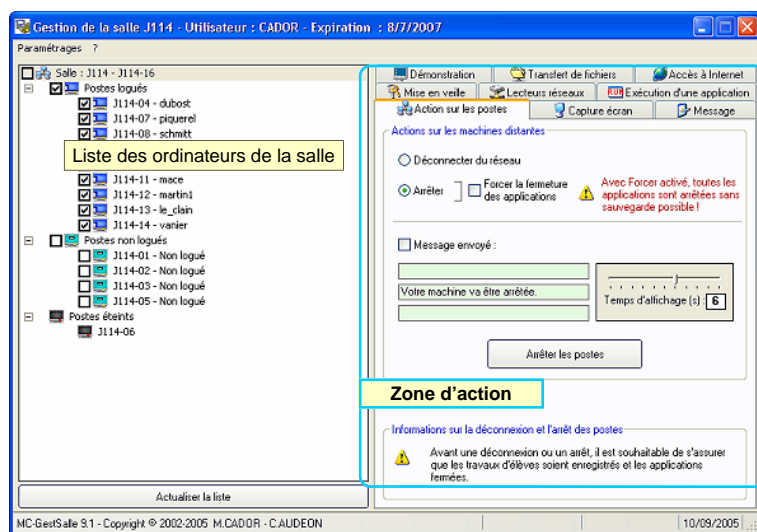 Gestion de la salle J114 - Utilisateur : CADOR - Expiration : 8/7/2007
Paramétrages ?
Salle : J114 - J114-16
Postes logués
J114-04 - dubost
J114-07 - piquerel
J114-08 - schmitt
Liste des ordinateurs de la salle
J114-11 - mace
J114-12 - martin1
J114-13 - le_clain
J114-14 - vanier
Postes non logués
J114-01 - Non logué
J114-02 - Non logué
J114-03 - Non logué
J114-05 - Non logué
Postes éteints
J114-06
Actualiser la liste
Démonstration Transfert de fichiers Accès à Internet
Mise en veille Lecteurs réseaux RUN Exécution d'une application
Action sur les postes Capture écran Message
Actions sur les machines distantes
Déconnecter du réseau
Arrêter
Forcer la fermeture
des applications
Avec Forcer activé, toutes les
applications sont arrêtées sans
sauvegarde possible !
Message envoyé :
Votre machine va être arrêtée.
Temps d'affichage (s) : 6
Arrêter les postes
Zone d'action
Informations sur la déconnexion et l'arrêt des postes
Avant une déconnexion ou un arrêt, il est souhaitable de s'assurer
que les travaux d'élèves soient enregistrés et les applications
fermées.
MC-GestSalle 9.1 - Copyright © 2002-2005 M.CADOR - C.AUDEON 10/09/2005